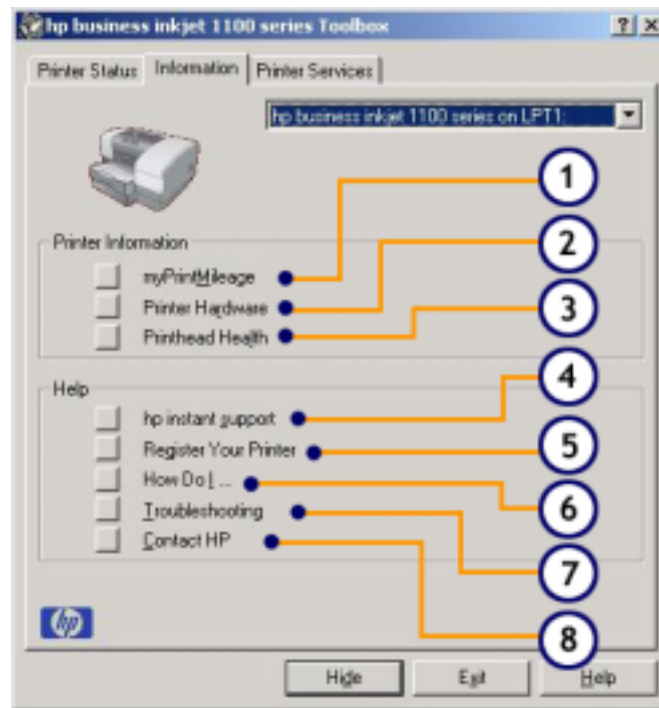 hp business inkjet 1100 series Toolbox
Printer Status Information Printer Services
hp business inkjet 1100 series on LPT1:
1
Printer Information
2
myPrintMileage
Printer Hardware
3
Printhead Health
4
Help
hp instant support
5
Register Your Printer
How Do I ...
6
Troubleshooting
7
Contact HP
8
hp
Hide Exit Help